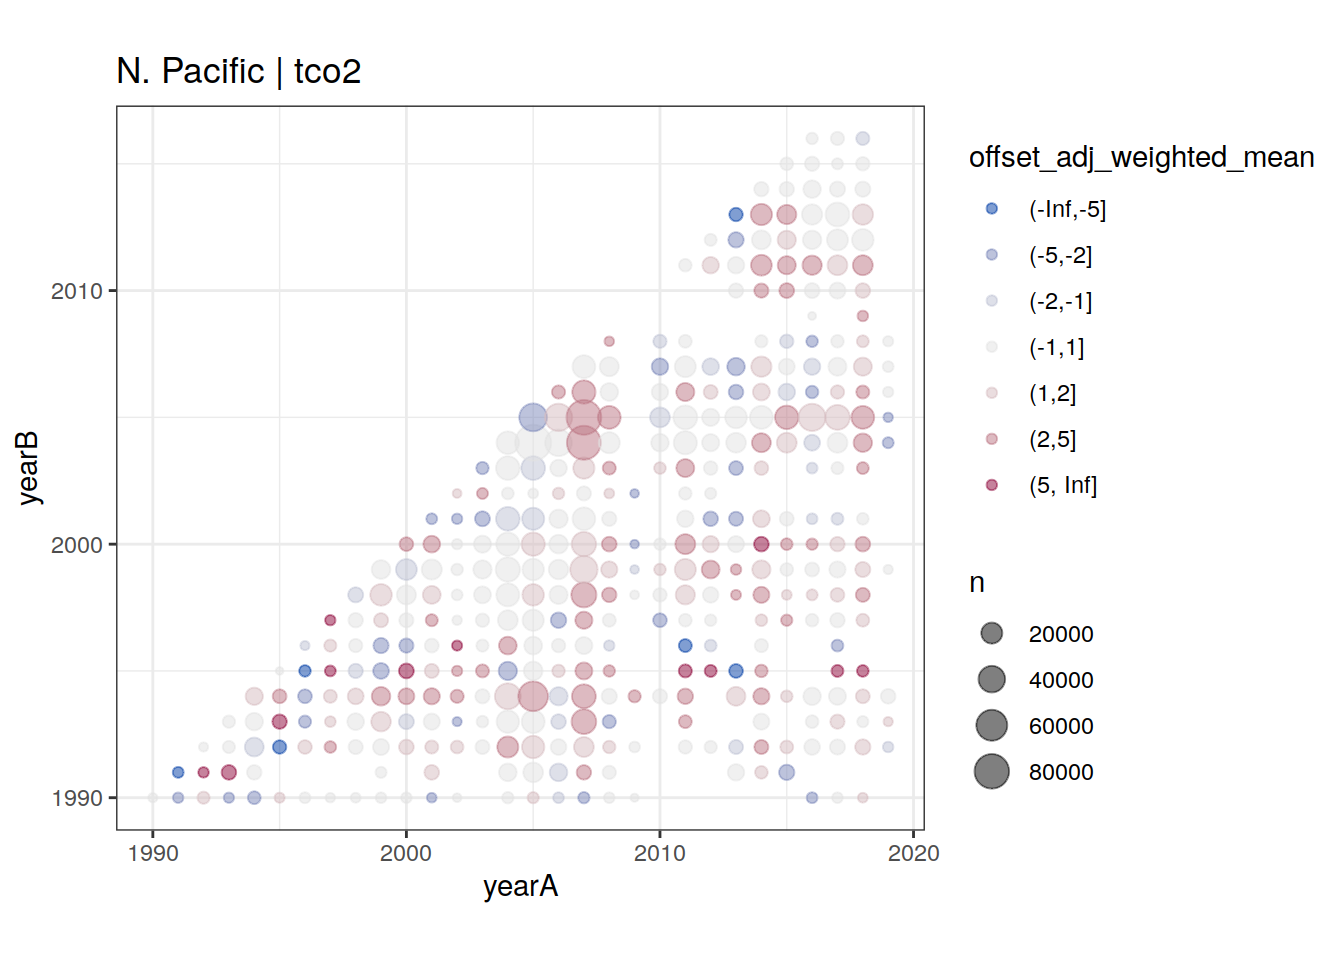 N. Pacific | tco2
offset_adj_weighted_mean
(-Inf,-5]
(-5,-2]
(-2,-1]
(-1,1]
(1,2]
(2,5]
(5, Inf]
n
20000
40000
60000
80000
yearB
2010
2000
1990
1990
2000
2010
2020
yearA